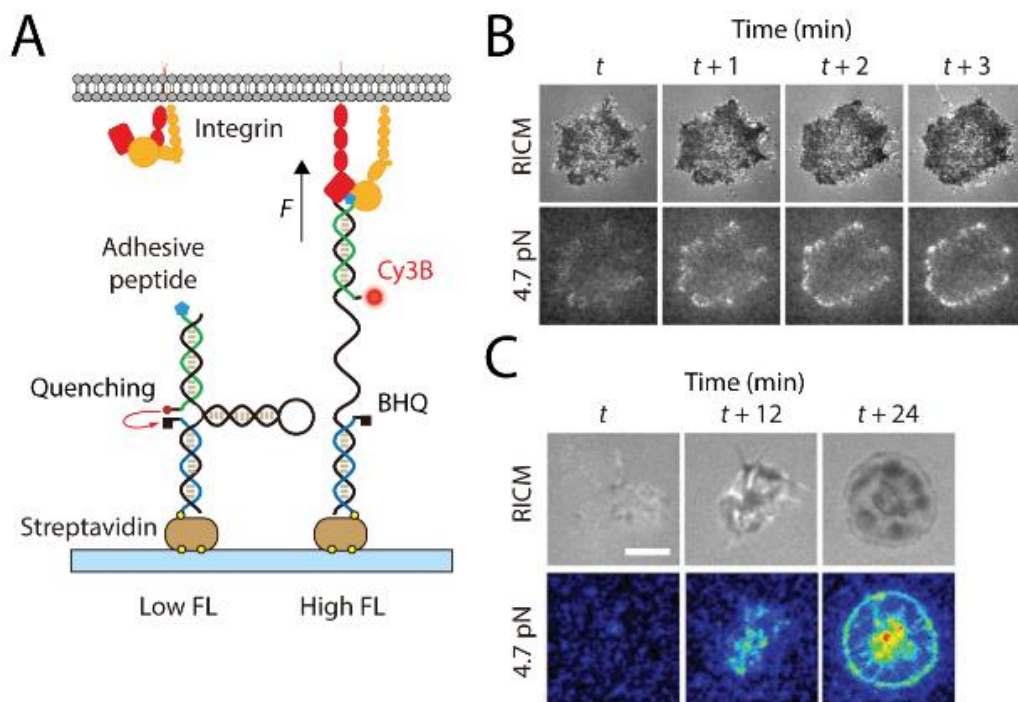 A
Integrin
F
Adhesive
peptide
Cy3B
Quenching
BHQ
Streptavidin
Low FL
High FL
B
Time (min)
t
t + 1
t + 2
t + 3
RICM
4.7 pN
C
Time (min)
t
t + 12
t + 24
RICM
4.7 pN